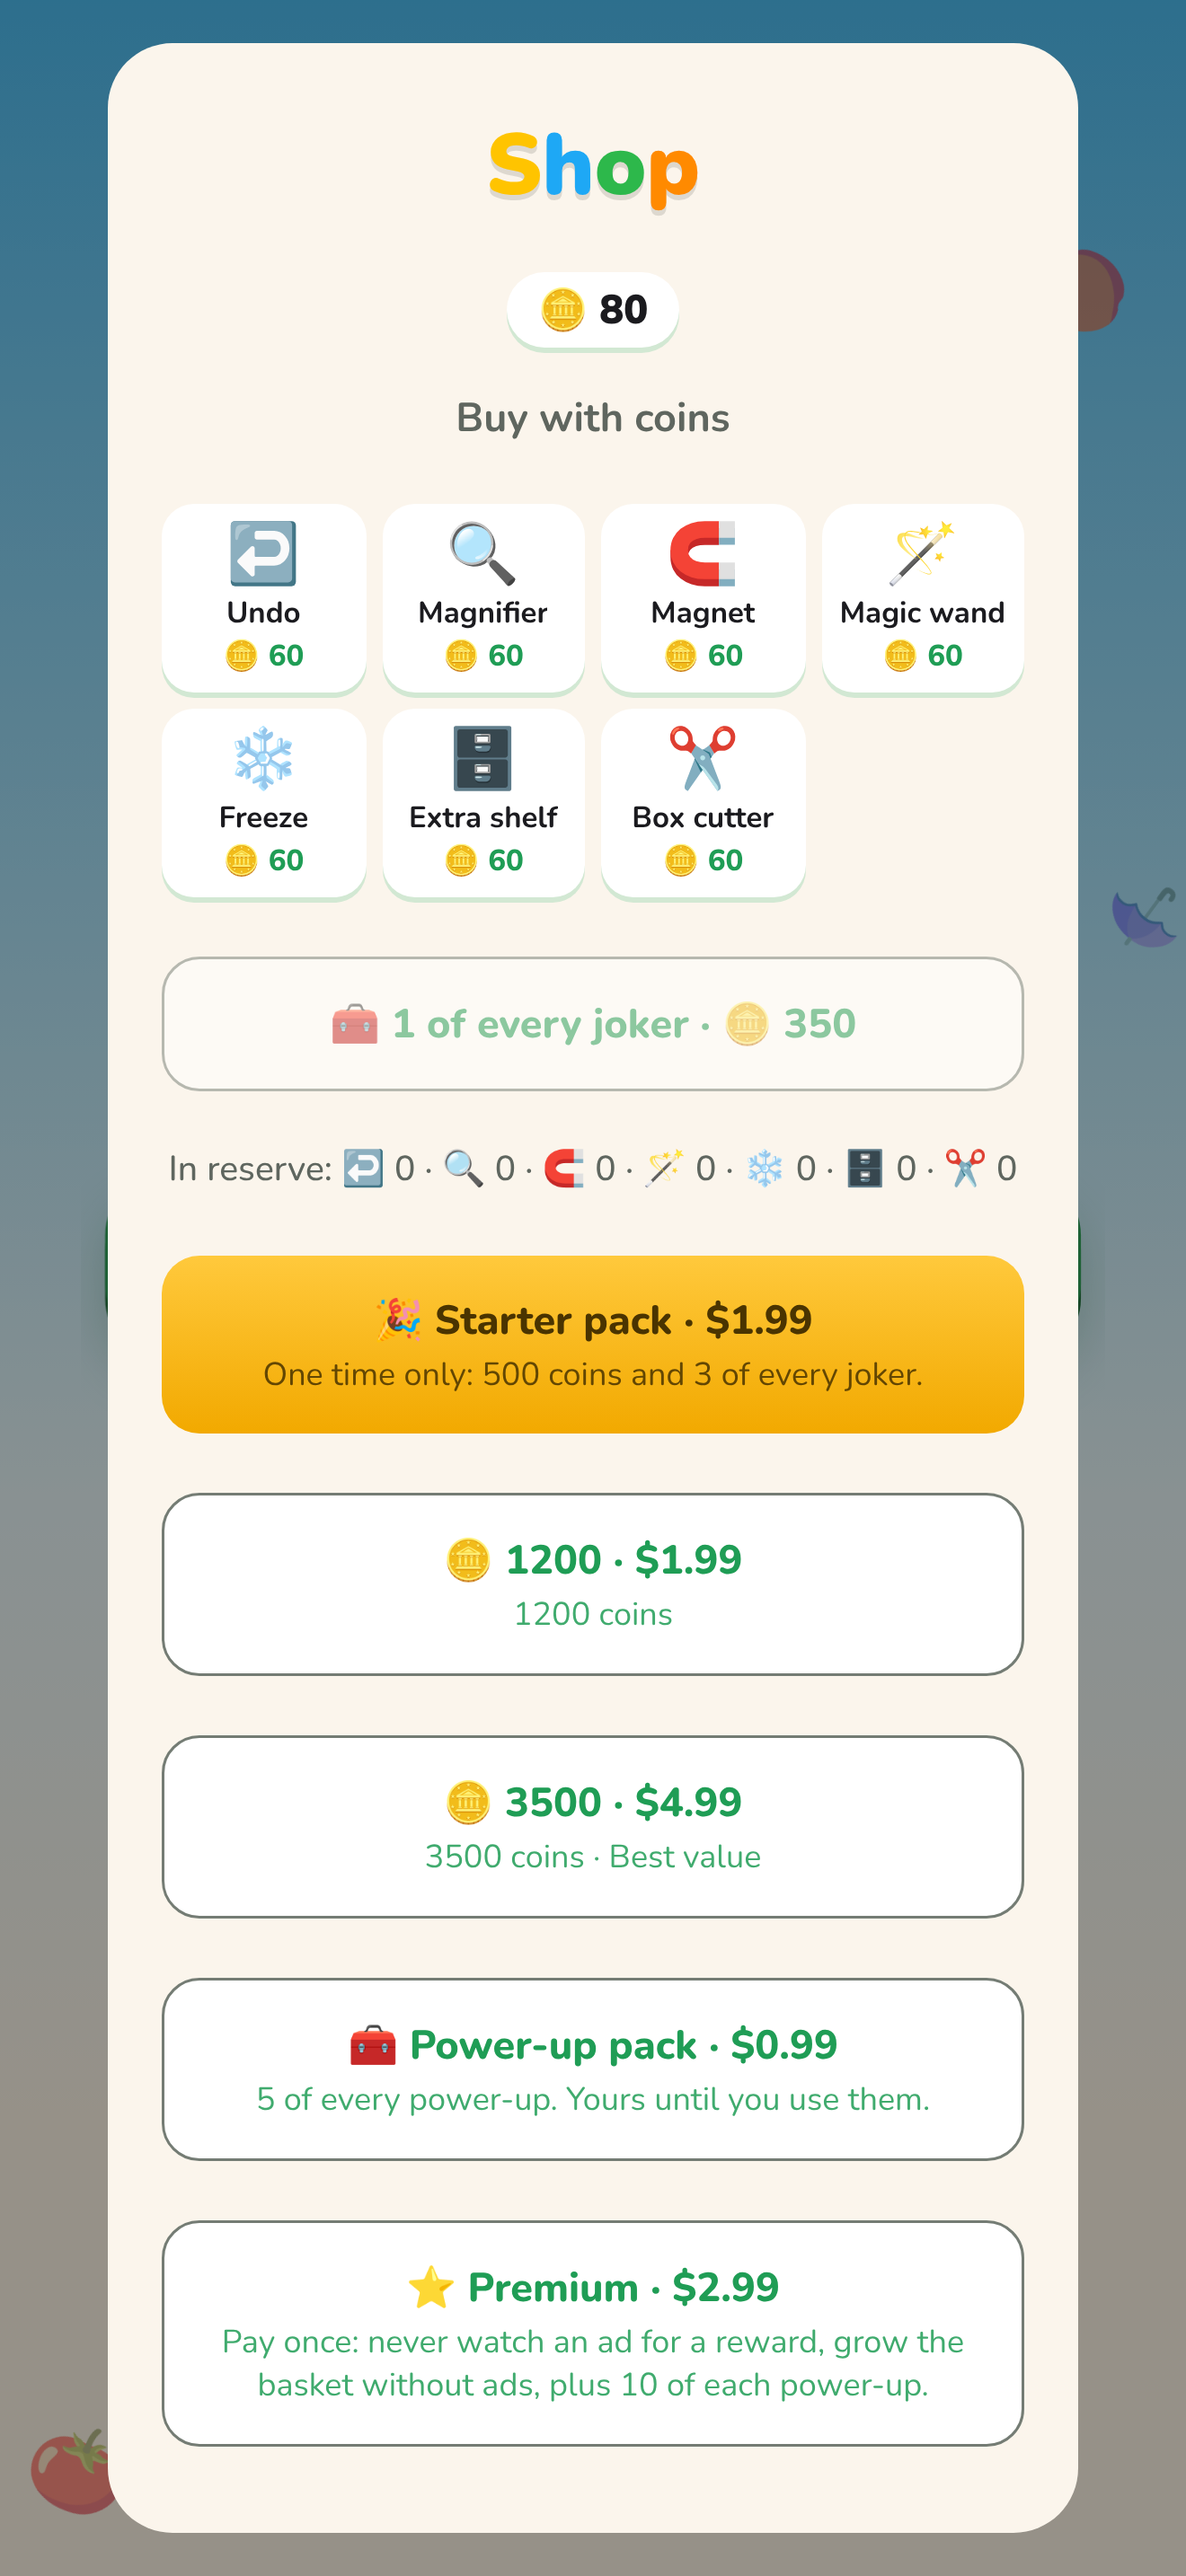 Shop
80
Buy with coins
Undo
60
Magnifier
60
Magnet
60
Magic wand
60
Freeze
60
Extra shelf
60
Box cutter
60
1 of every joker · 350
In reserve: 0 · 0 · 0 · 0 · 0 · 0 · 0
Starter pack · $1.99
One time only: 500 coins and 3 of every joker.
1200 · $1.99
1200 coins
3500 · $4.99
3500 coins · Best value
Power-up pack · $0.99
5 of every power-up. Yours until you use them.
Premium · $2.99
Pay once: never watch an ad for a reward, grow the
basket without ads, plus 10 of each power-up.